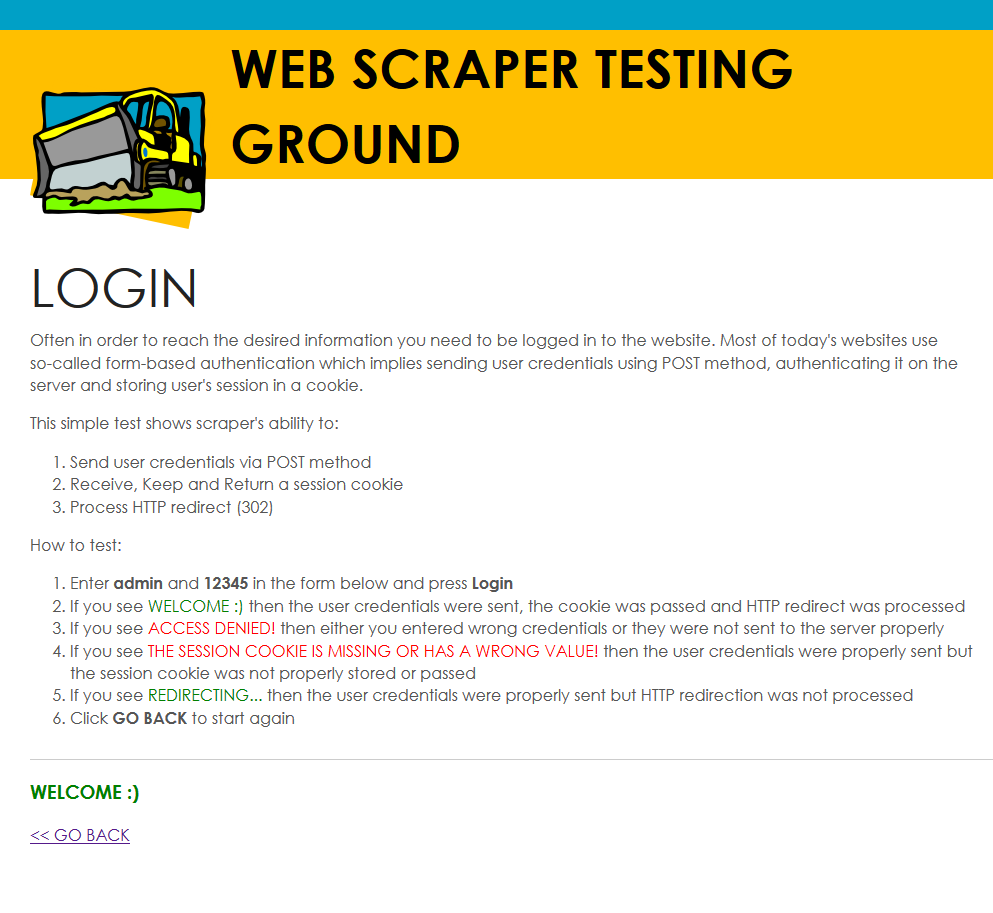 WEB SCRAPER TESTING
GROUND
LOGIN
Often in order to reach the desired information you need to be logged in to the website. Most of today's websites use
so-called form-based authentication which implies sending user credentials using POST method, authenticating it on the
server and storing user's session in a cookie.
This simple test shows scraper's ability to:
1. Send user credentials via POST method
2. Receive, Keep and Return a session cookie
3. Process HTTP redirect (302)
How to test:
1. Enter admin and 12345 in the form below and press Login
2. If you see WELCOME :) then the user credentials were sent, the cookie was passed and HTTP redirect was processed
3. If you see ACCESS DENIED! then either you entered wrong credentials or they were not sent to the server properly
4. If you see THE SESSION COOKIE IS MISSING OR HAS A WRONG VALUE! then the user credentials were properly sent but
the session cookie was not properly stored or passed
5. If you see REDIRECTING... then the user credentials were properly sent but HTTP redirection was not processed
6. Click GO BACK to start again
WELCOME :)
<< GO BACK